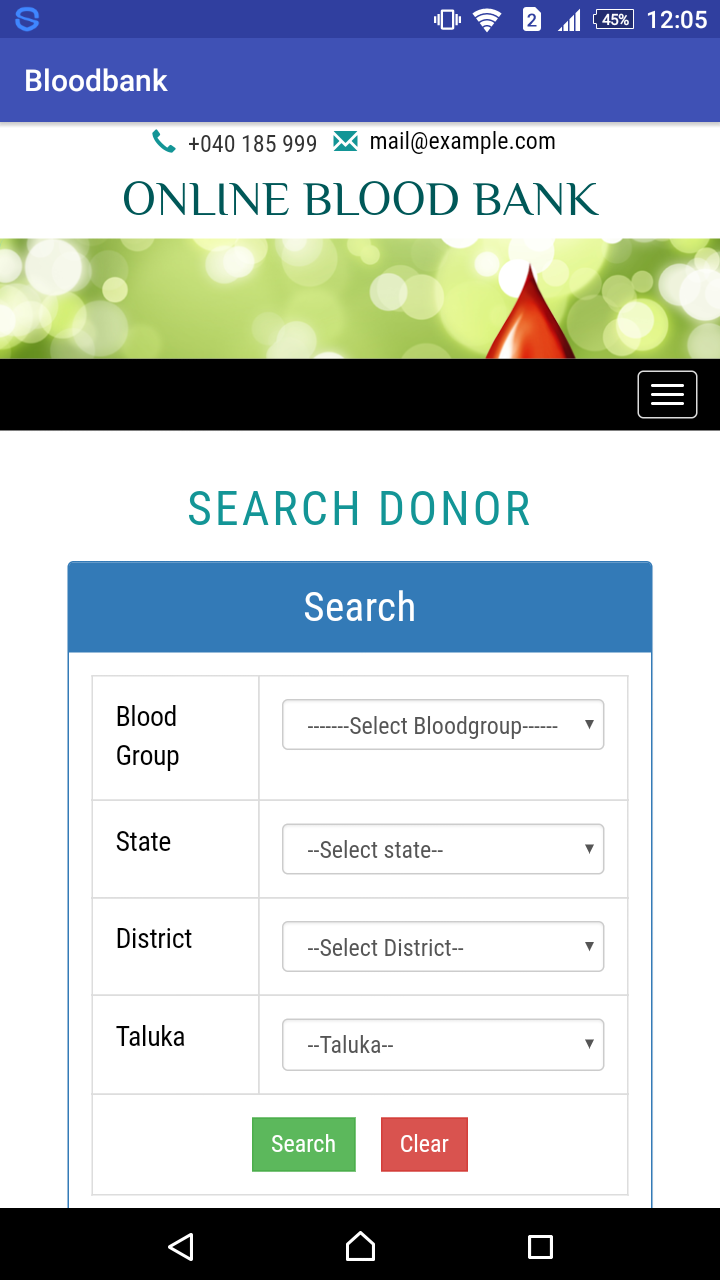 2 45% 12:05
Bloodbank
+040 185 999 mail@example.com
ONLINE BLOOD BANK
SEARCH DONOR
Search
Blood
Group
-------Select Bloodgroup------
State
--Select state--
District
--Select District--
Taluka
--Taluka--
Search Clear